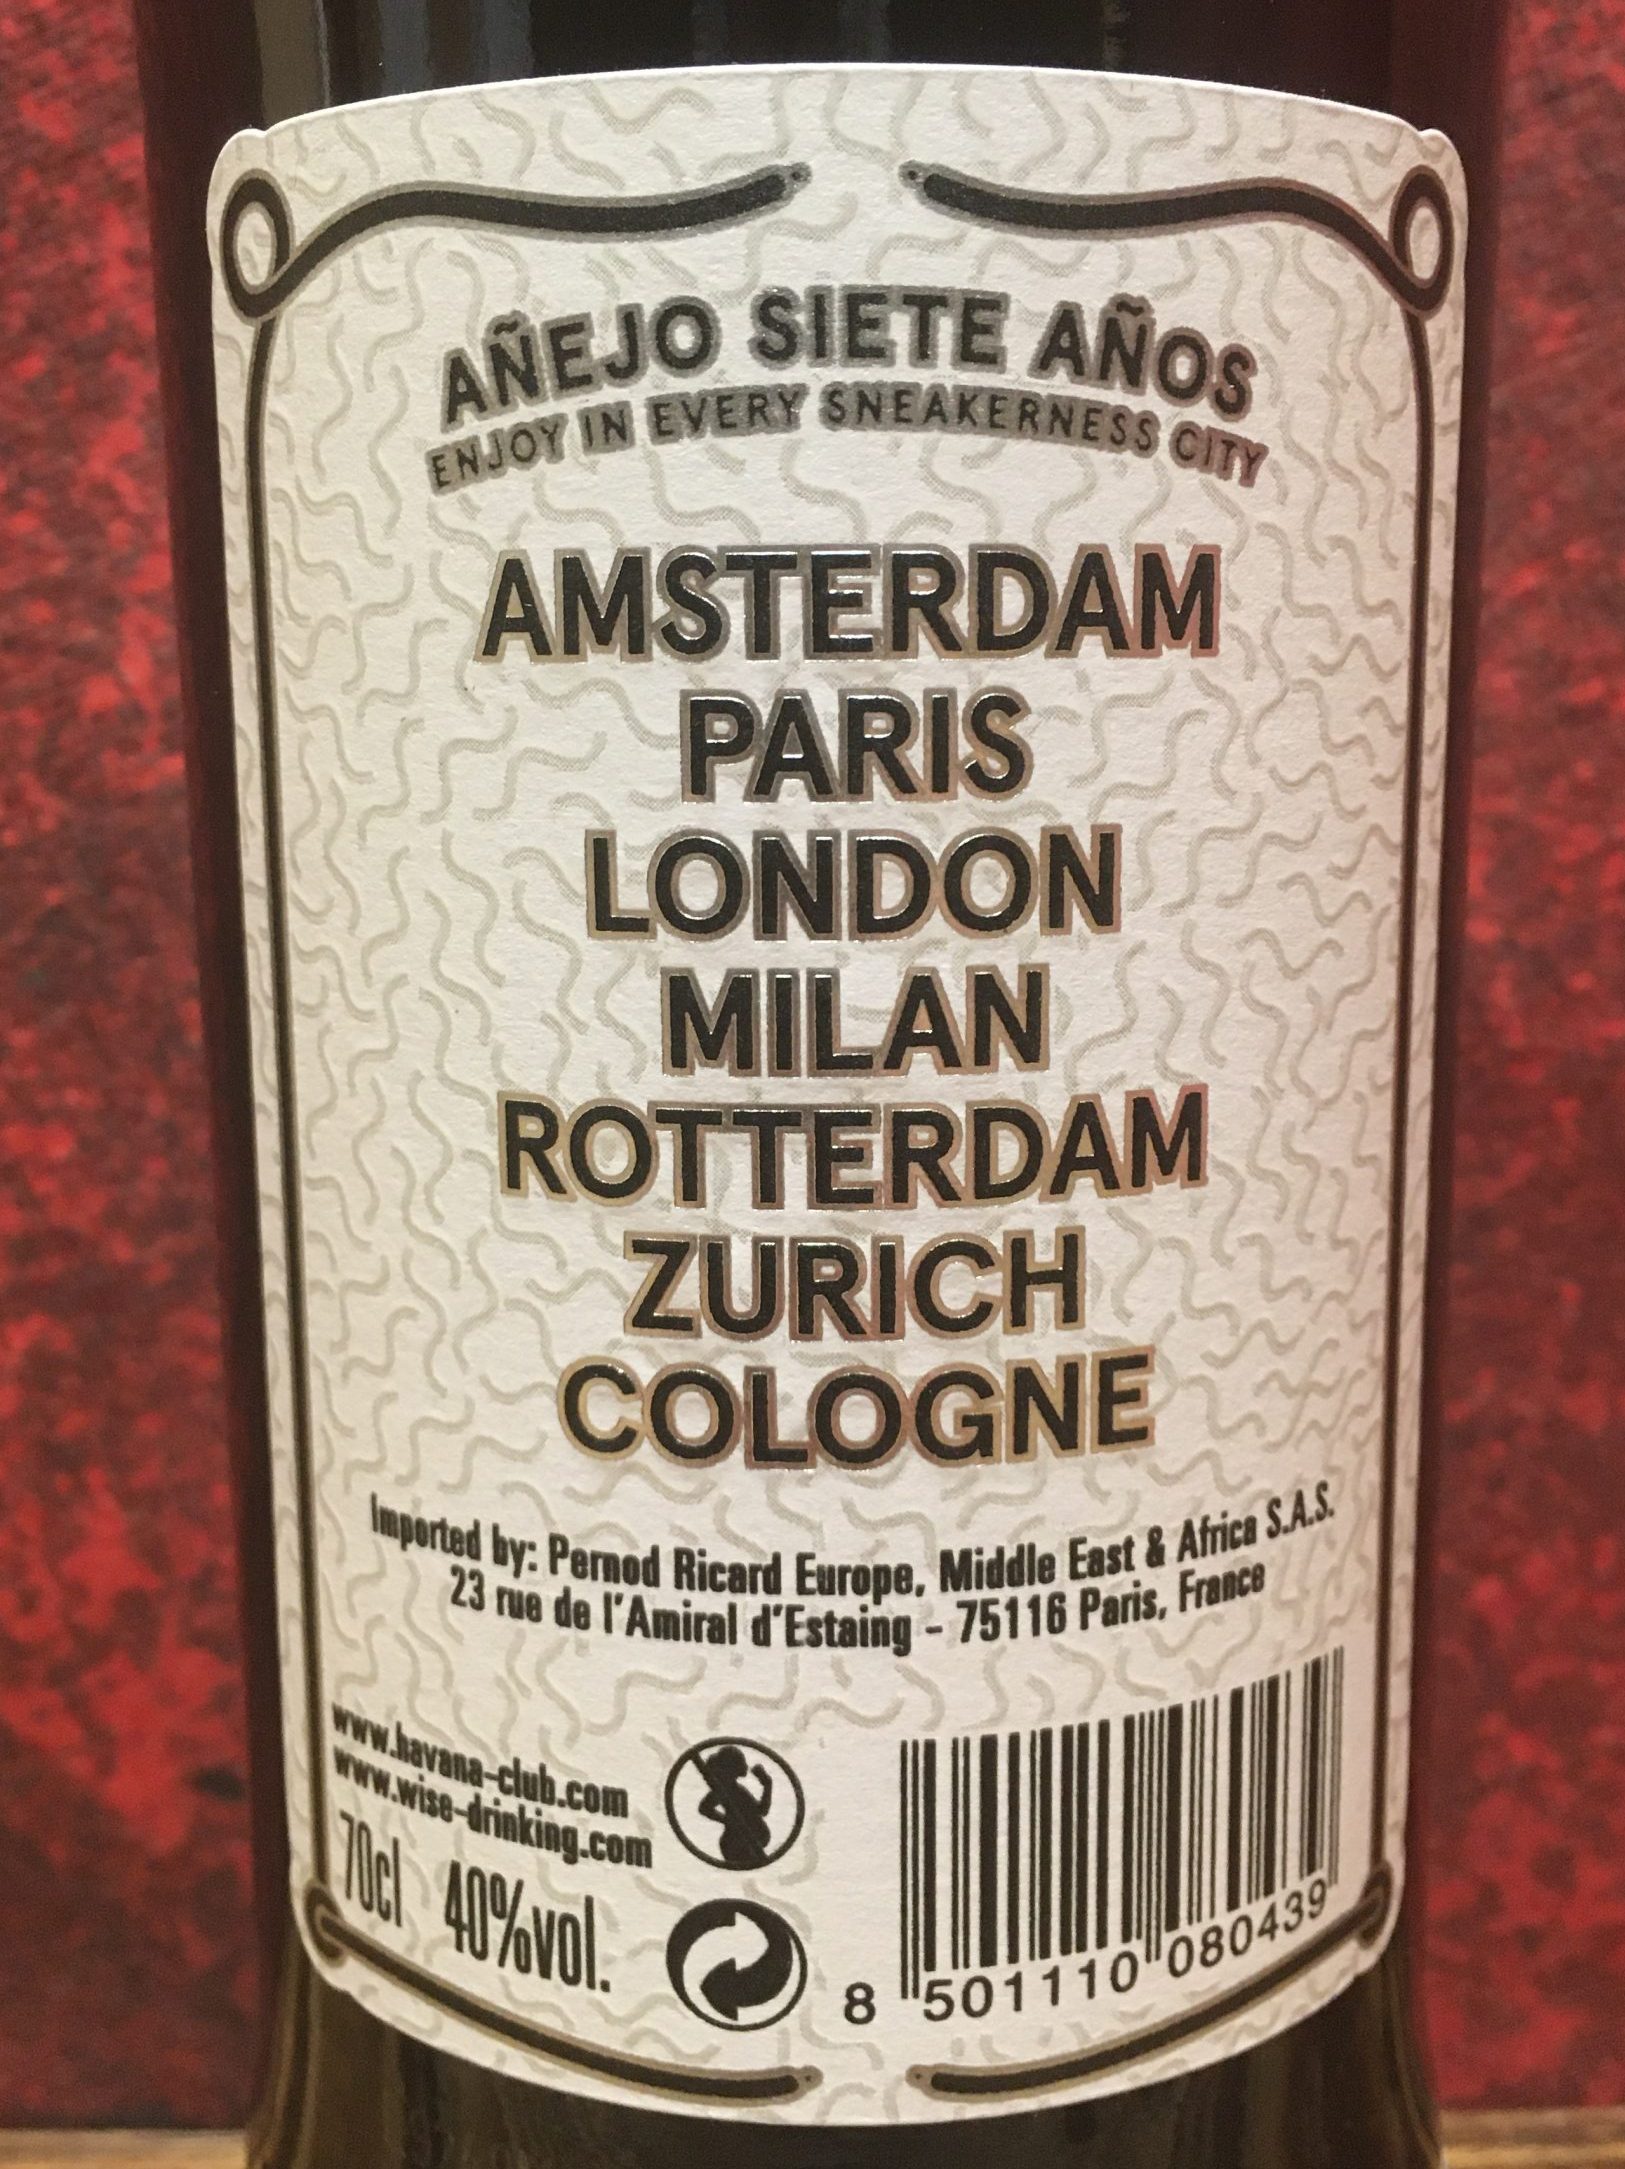 AÑEJO SIETE AÑOS
ENJOY IN EVERY SNEAKERNESS CITY
AMSTERDAM
PARIS
LONDON
MILAN
ROTTERDAM
ZURICH
COLOGNE
Imported by: Pernod Ricard Europe, Middle East & Africa S.A.S.
23 rue de l'Amiral d'Estaing - 75116 Paris, France
www.havana-club.com
www.wise-drinking.com
70cl 40%vol.
8 501110 080439